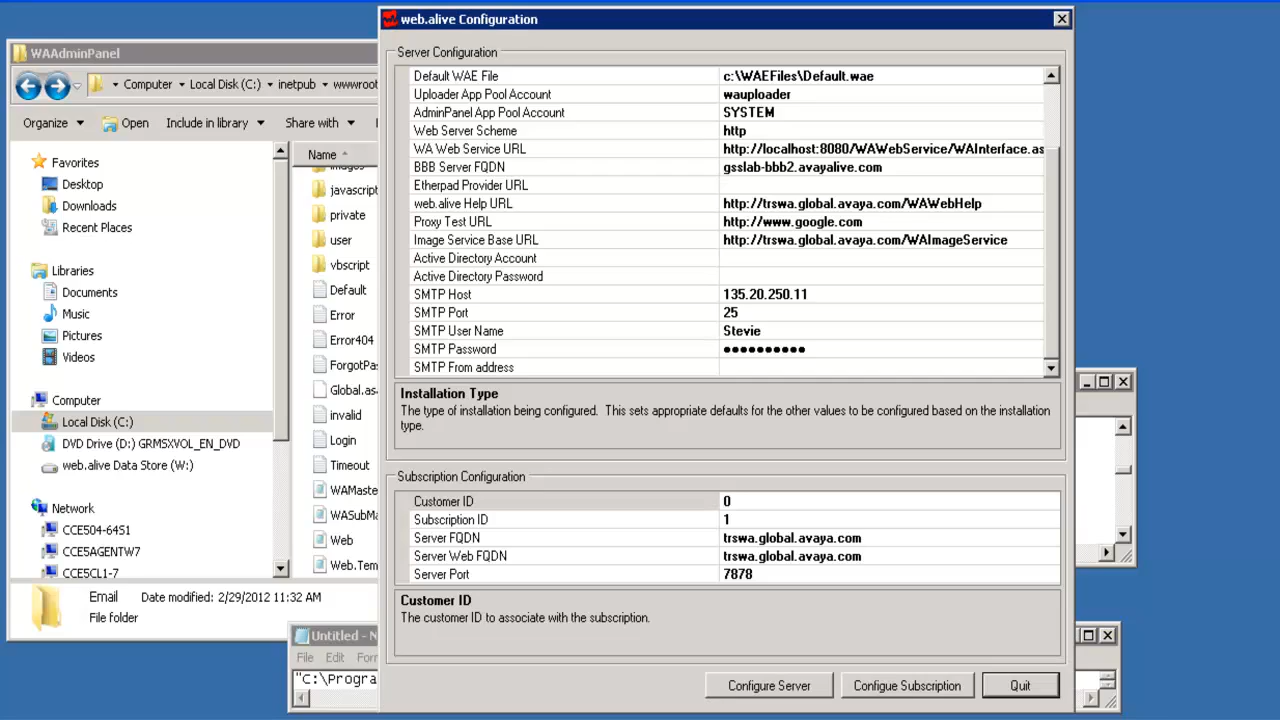 web.alive Configuration
WAAdminPanel
Computer Local Disk (C:) inetpub wwwroot
Organize Open Include in library Share with
Name
Favorites
Desktop
Downloads
Recent Places
Libraries
Documents
Music
Pictures
Videos
Computer
Local Disk (C:)
DVD Drive (D:) GRMSXVOL_EN_DVD
web.alive Data Store (W:)
Network
CCE504-64S1
CCE5AGENTW7
CCE5CL1-7
javascript
private
user
vbscript
Default
Error
Error404
ForgotPas
Global.as
invalid
Login
Timeout
WAMaste
WASubMa
Web
Web.Tem
Email Date modified: 2/29/2012 11:32 AM
File folder
Server Configuration
Default WAE File c:\WAEFiles\Default.wae
Uploader App Pool Account wauploader
AdminPanel App Pool Account SYSTEM
Web Server Scheme http
WA Web Service URL http://localhost:8080/WAWebService/WAInterface.as
BBB Server FQDN gsslab-bbb2.avayalive.com
Etherpad Provider URL
web.alive Help URL http://trswa.global.avaya.com/WAWebHelp
Proxy Test URL http://www.google.com
Image Service Base URL http://trswa.global.avaya.com/WAImageService
Active Directory Account
Active Directory Password
SMTP Host 135.20.250.11
SMTP Port 25
SMTP User Name Stevie
SMTP Password ●●●●●●●●●●
SMTP From address
Installation Type
The type of installation being configured. This sets appropriate defaults for the other values to be configured based on the installation
type.
Subscription Configuration
Customer ID 0
Subscription ID 1
Server FQDN trswa.global.avaya.com
Server Web FQDN trswa.global.avaya.com
Server Port 7878
Customer ID
The customer ID to associate with the subscription.
Configure Server Configue Subscription Quit
Untitled - N
File Edit Forr
"C:\Progra